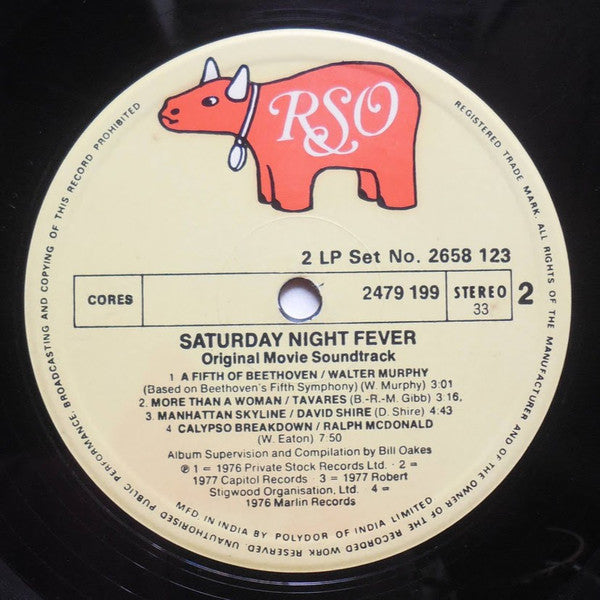 RSO
2 LP Set No. 2658 123
CORES
2479 199
STEREO
33
2
SATURDAY NIGHT FEVER
Original Movie Soundtrack
1 A FIFTH OF BEETHOVEN / WALTER MURPHY
(Based on Beethoven's Fifth Symphony) (W. Murphy) 3:01
2. MORE THAN A WOMAN / TAVARES (B -R.-M. Gibb) 3:16,
3. MANHATTAN SKYLINE / DAVID SHIRE (D. Shire) 4:43
4 CALYPSO BREAKDOWN / RALPH MCDONALD
(W. Eaton) 7:50
Album Supervision and Compilation by Bill Oakes
℗ 1 = 1976 Private Stock Records Ltd. · 2 =
1977 Capitol Records · 3 = 1977 Robert
Stigwood Organisation, Ltd. 4 =
1976 Marlin Records
MFD IN INDIA BY POLYDOR OF INDIA LIMITED
REGISTERED TRADE MARK. ALL RIGHTS OF THE MANUFACTURER AND OF THE OWNER OF THE RECORDED WORK RESERVED. UNAUTHORISED PUBLIC PERFORMANCE BROADCASTING AND COPYING OF THIS RECORD PROHIBITED